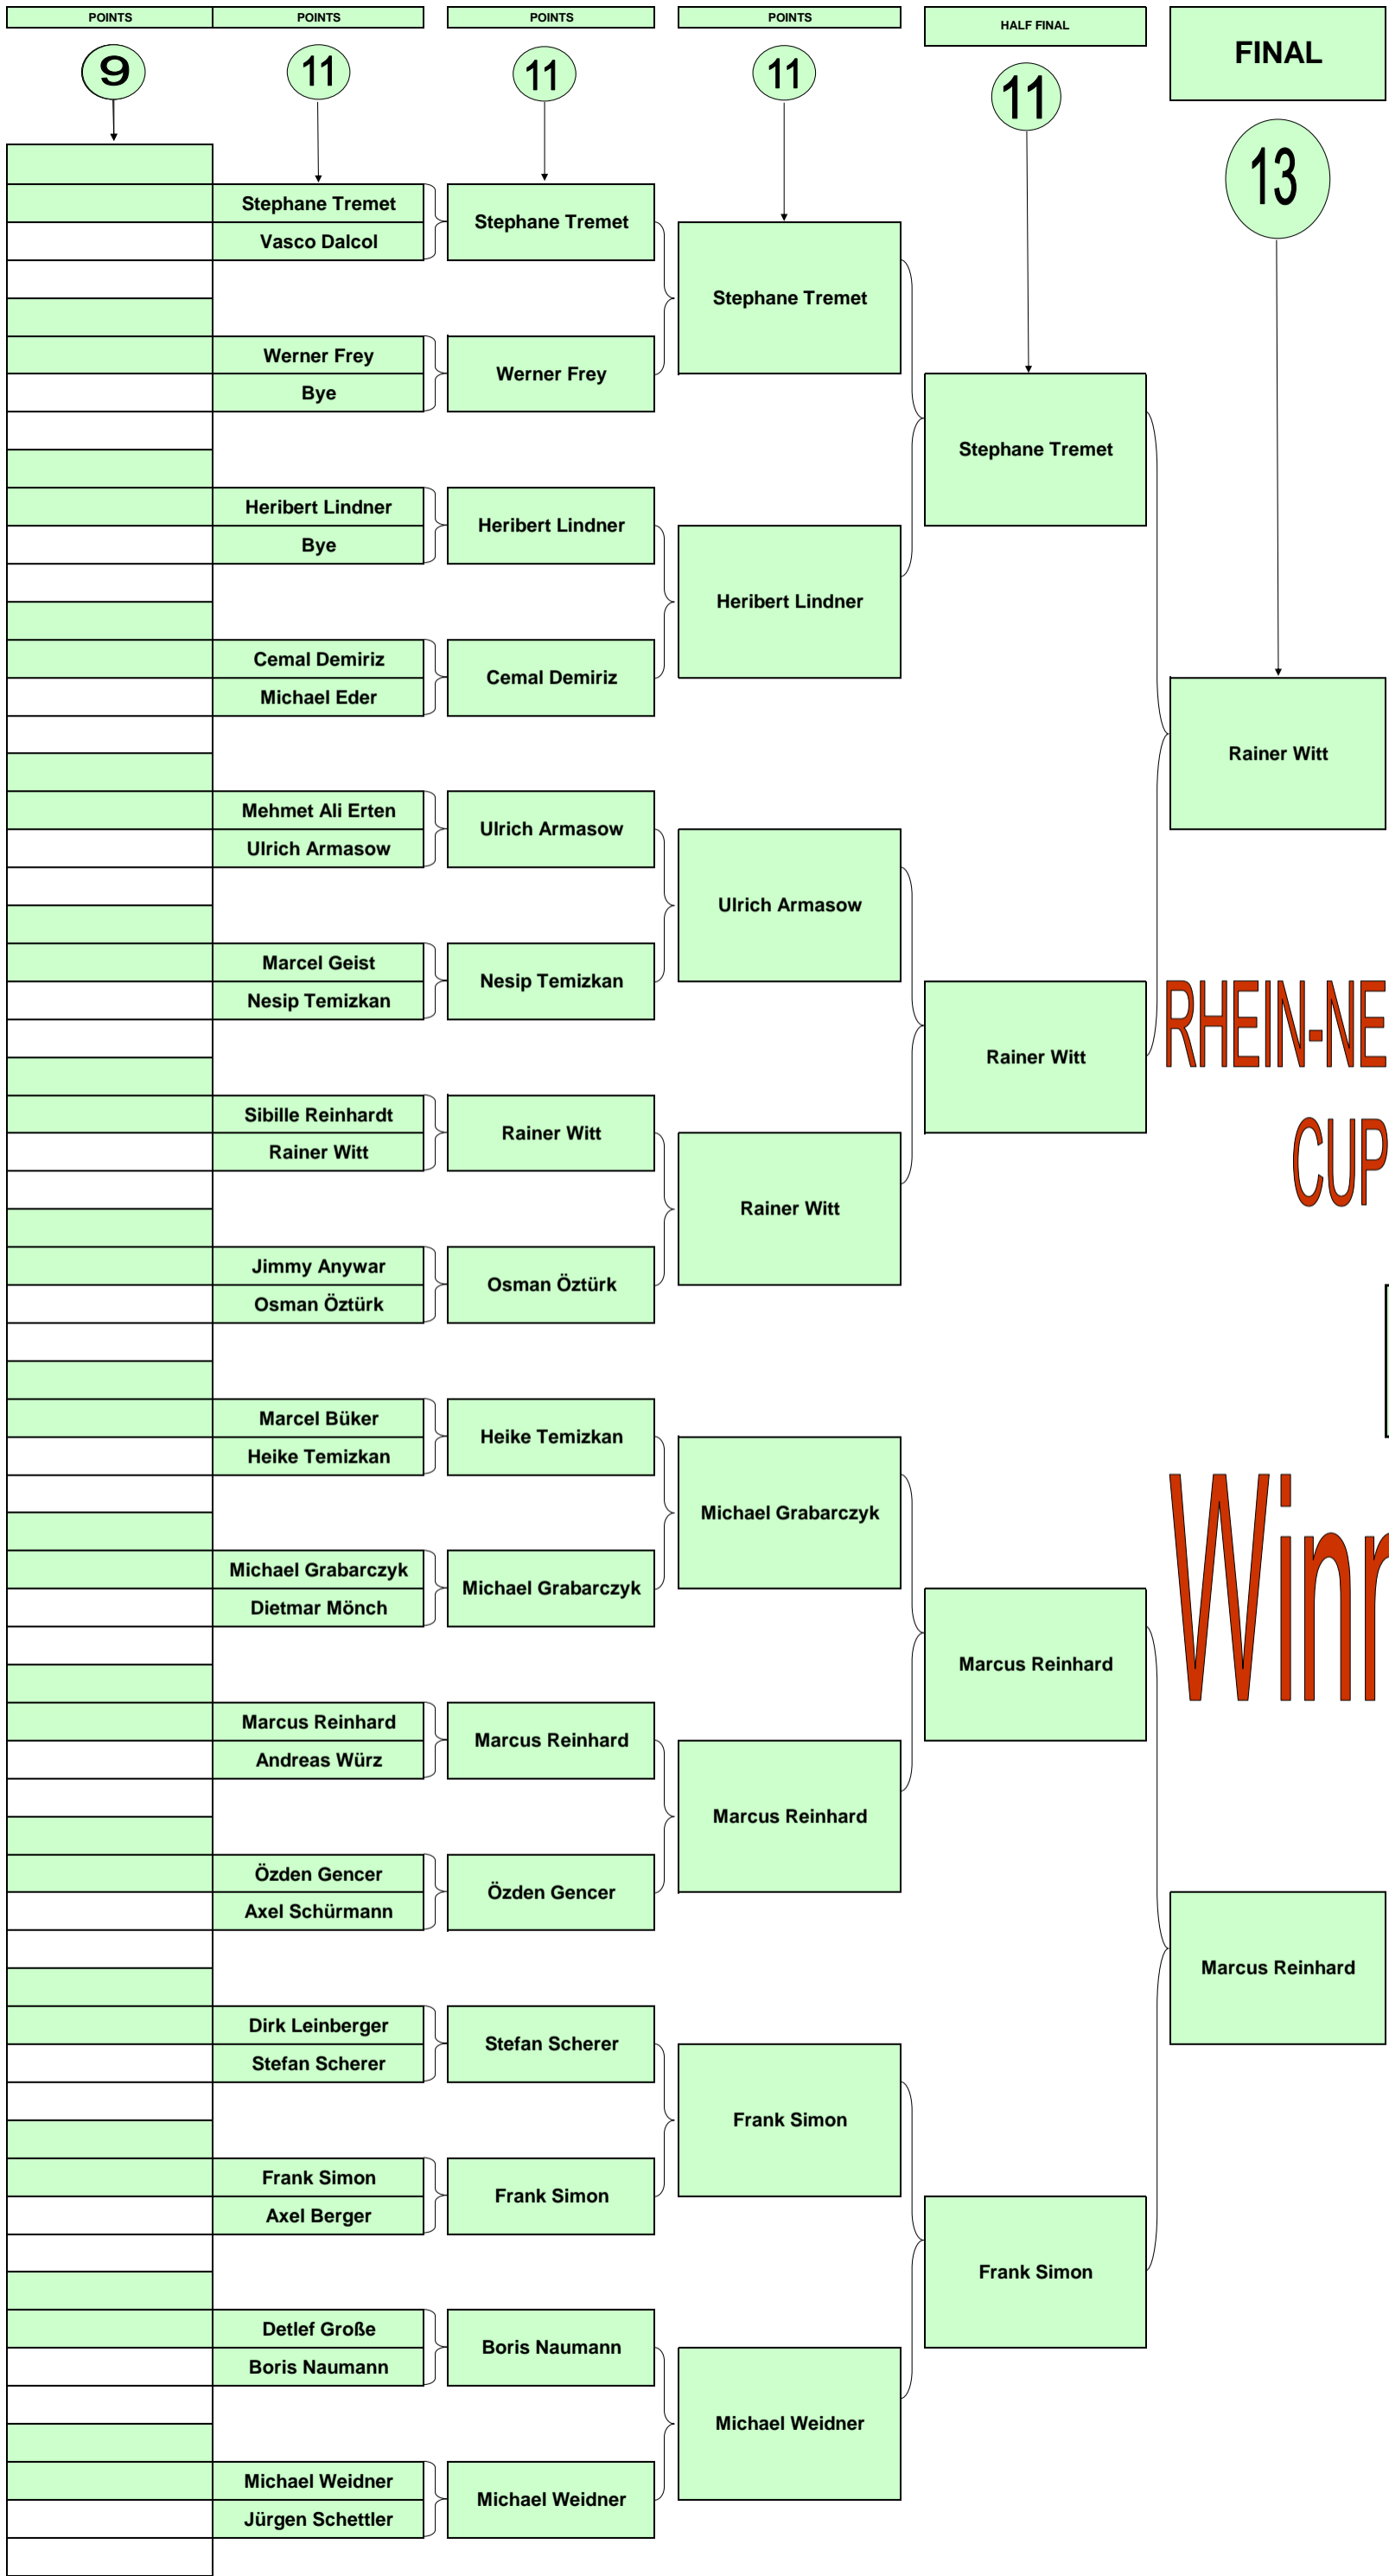 POINTS POINTS POINTS POINTS HALF FINAL FINAL
9 11 11 11 11 13
Stephane Tremet
Vasco Dalcol
Werner Frey
Bye
Heribert Lindner
Bye
Cemal Demiriz
Michael Eder
Mehmet Ali Erten
Ulrich Armasow
Marcel Geist
Nesip Temizkan
Sibille Reinhardt
Rainer Witt
Jimmy Anywar
Osman Öztürk
Marcel Büker
Heike Temizkan
Michael Grabarczyk
Dietmar Mönch
Marcus Reinhard
Andreas Würz
Özden Gencer
Axel Schürmann
Dirk Leinberger
Stefan Scherer
Frank Simon
Axel Berger
Detlef Große
Boris Naumann
Michael Weidner
Jürgen Schettler
Stephane Tremet
Werner Frey
Heribert Lindner
Cemal Demiriz
Ulrich Armasow
Nesip Temizkan
Rainer Witt
Osman Öztürk
Heike Temizkan
Michael Grabarczyk
Marcus Reinhard
Özden Gencer
Stefan Scherer
Frank Simon
Boris Naumann
Michael Weidner
Stephane Tremet
Heribert Lindner
Ulrich Armasow
Rainer Witt
Michael Grabarczyk
Marcus Reinhard
Frank Simon
Michael Weidner
Stephane Tremet
Rainer Witt
Marcus Reinhard
Frank Simon
Rainer Witt
RHEIN-NE
CUP
Winn
Marcus Reinhard